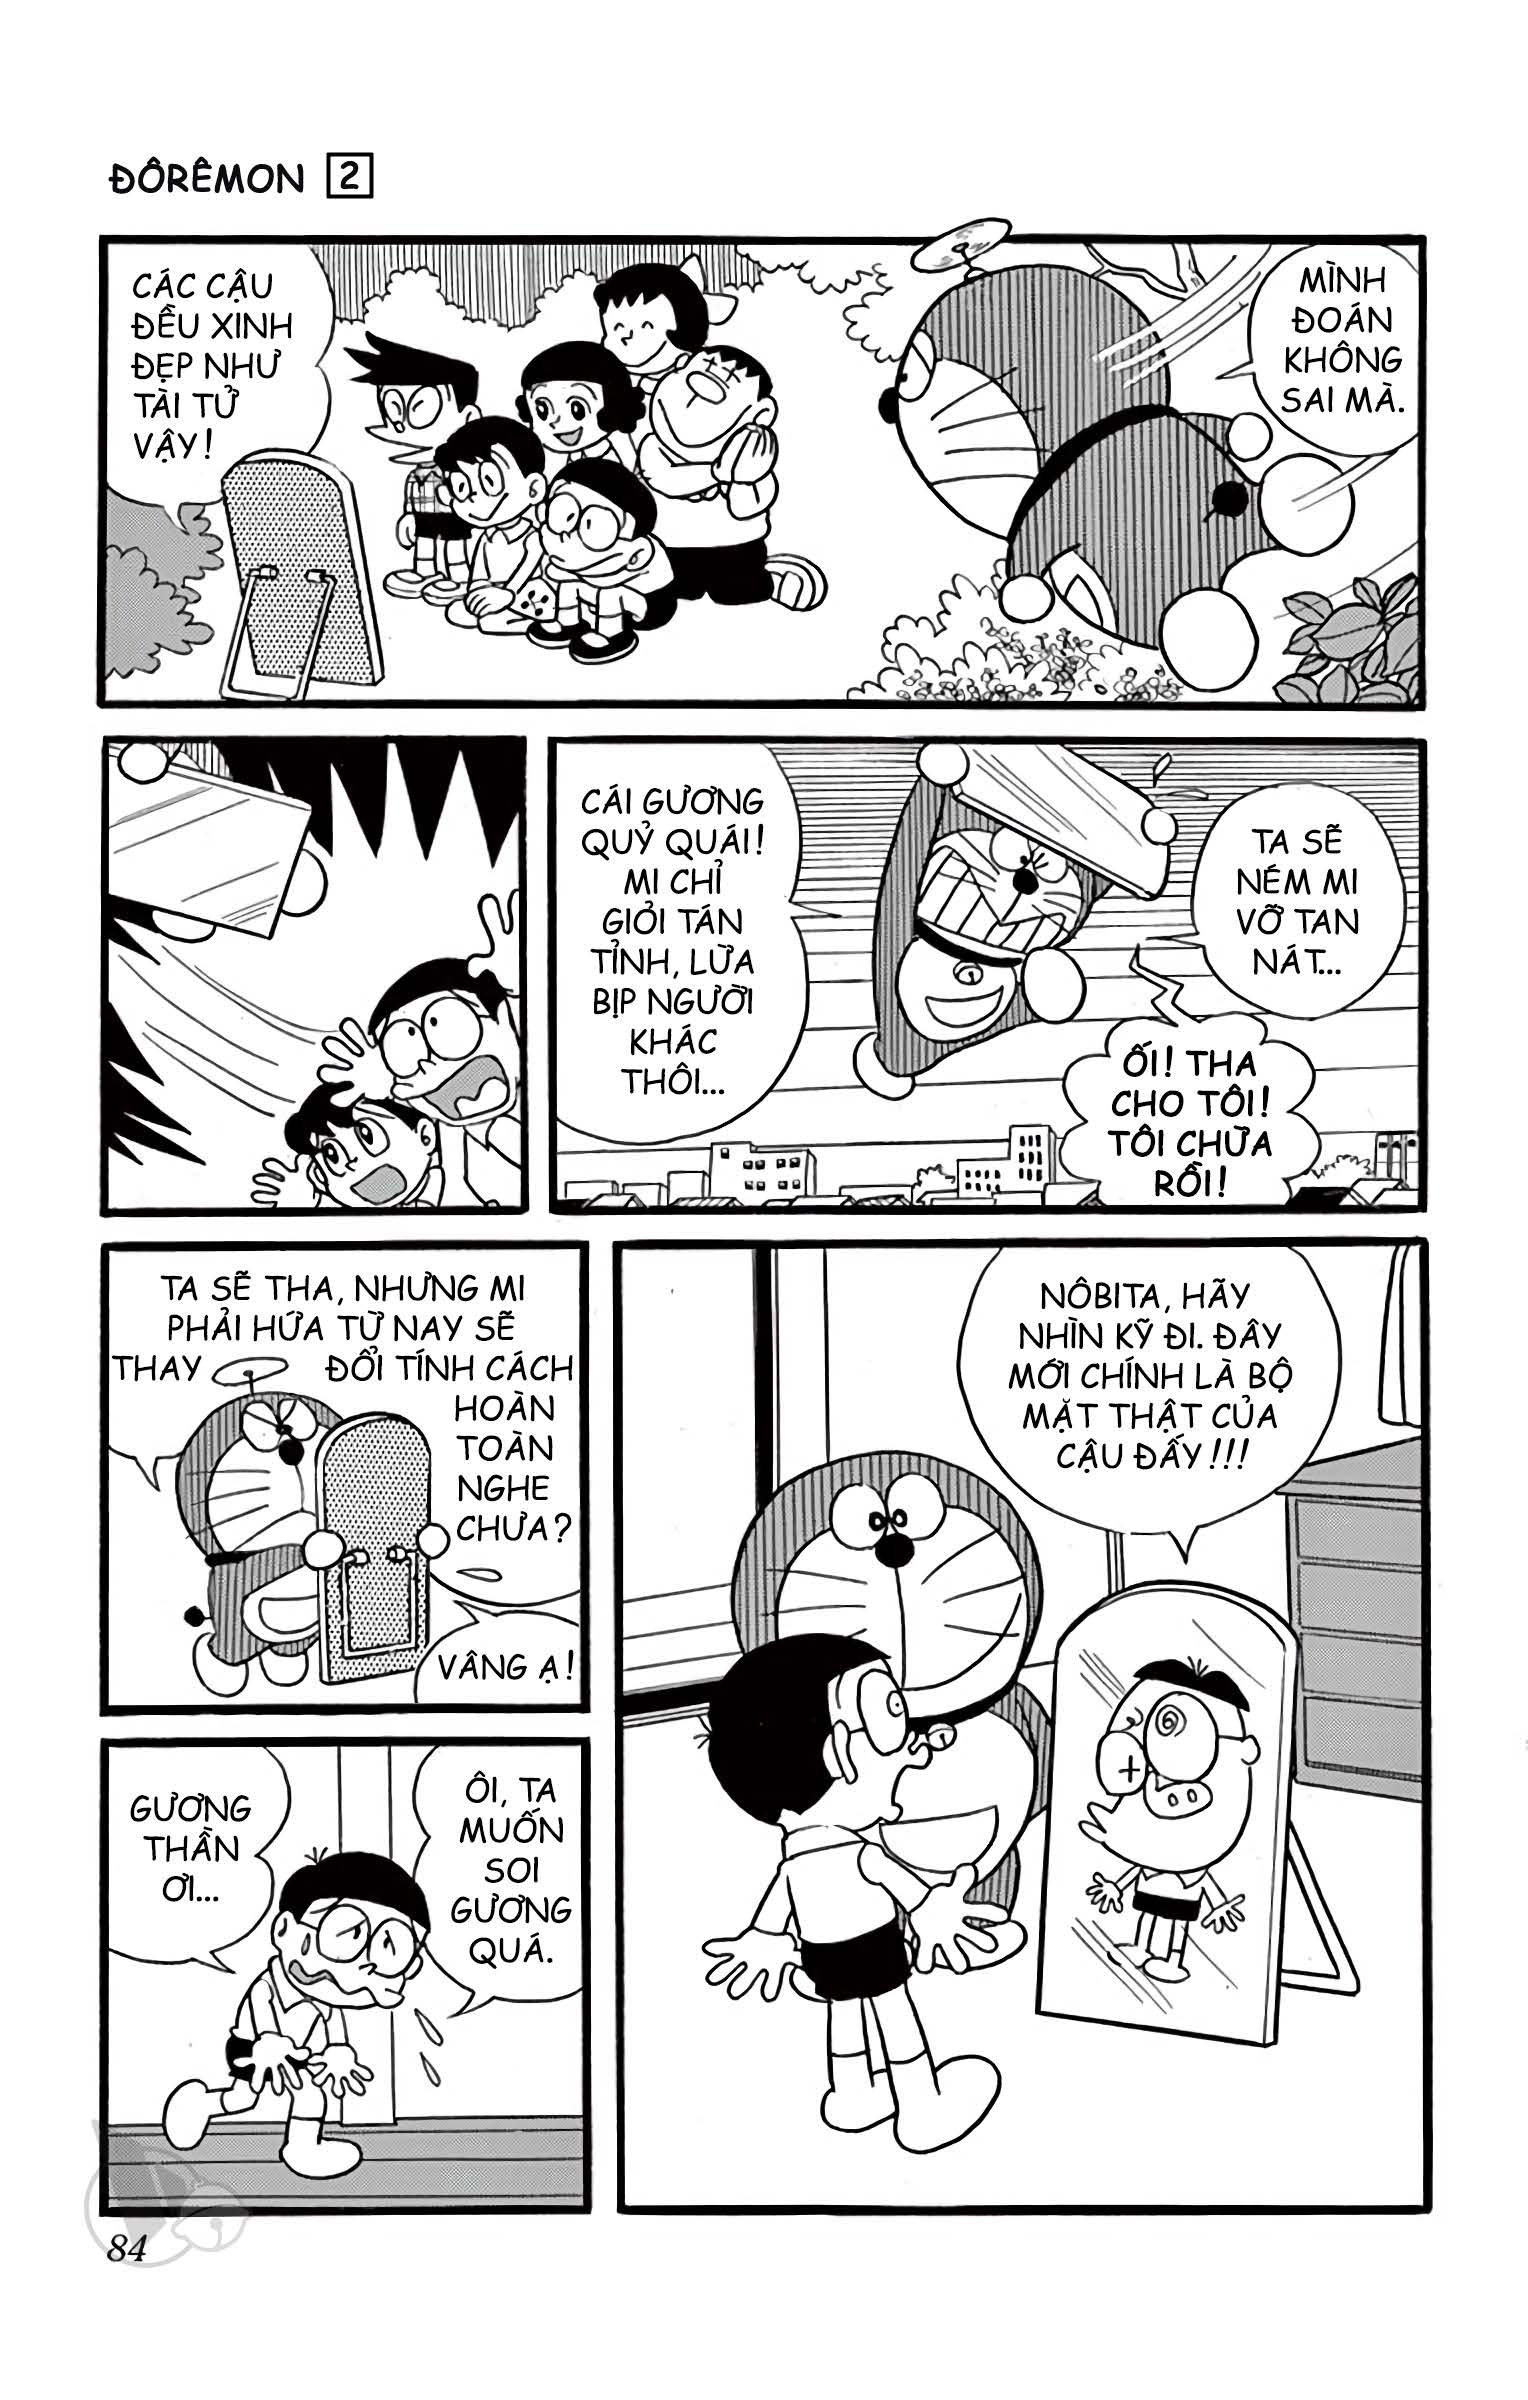 ĐÔRÊMON 2
CÁC CẬU
ĐỀU XINH
ĐẸP NHƯ
TÀI TỬ
VẬY!
MÌNH
ĐOÁN
KHÔNG
SAI MÀ.
CÁI GƯƠNG
QUỶ QUÁI!
MI CHỈ
GIỎI TÁN
TỈNH, LỪA
BỊP NGƯỜI
KHÁC
THÔI...
TA SẼ
NÉM MI
VỠ TAN
NÁT...
ỐI! THA
CHO TÔI!
TÔI CHỪA
RỒI!
TA SẼ THA, NHƯNG MI
PHẢI HỨA TỪ NAY SẼ
THAY ĐỔI TÍNH CÁCH
HOÀN
TOÀN
NGHE
CHƯA?
VÂNG Ạ!
GƯƠNG
THẦN
ƠI...
ÔI, TA
MUỐN
SOI
GƯƠNG
QUÁ.
NÔBITA, HÃY
NHÌN KỸ ĐI. ĐÂY
MỚI CHÍNH LÀ BỘ
MẶT THẬT CỦA
CẬU ĐẤY!!!
84